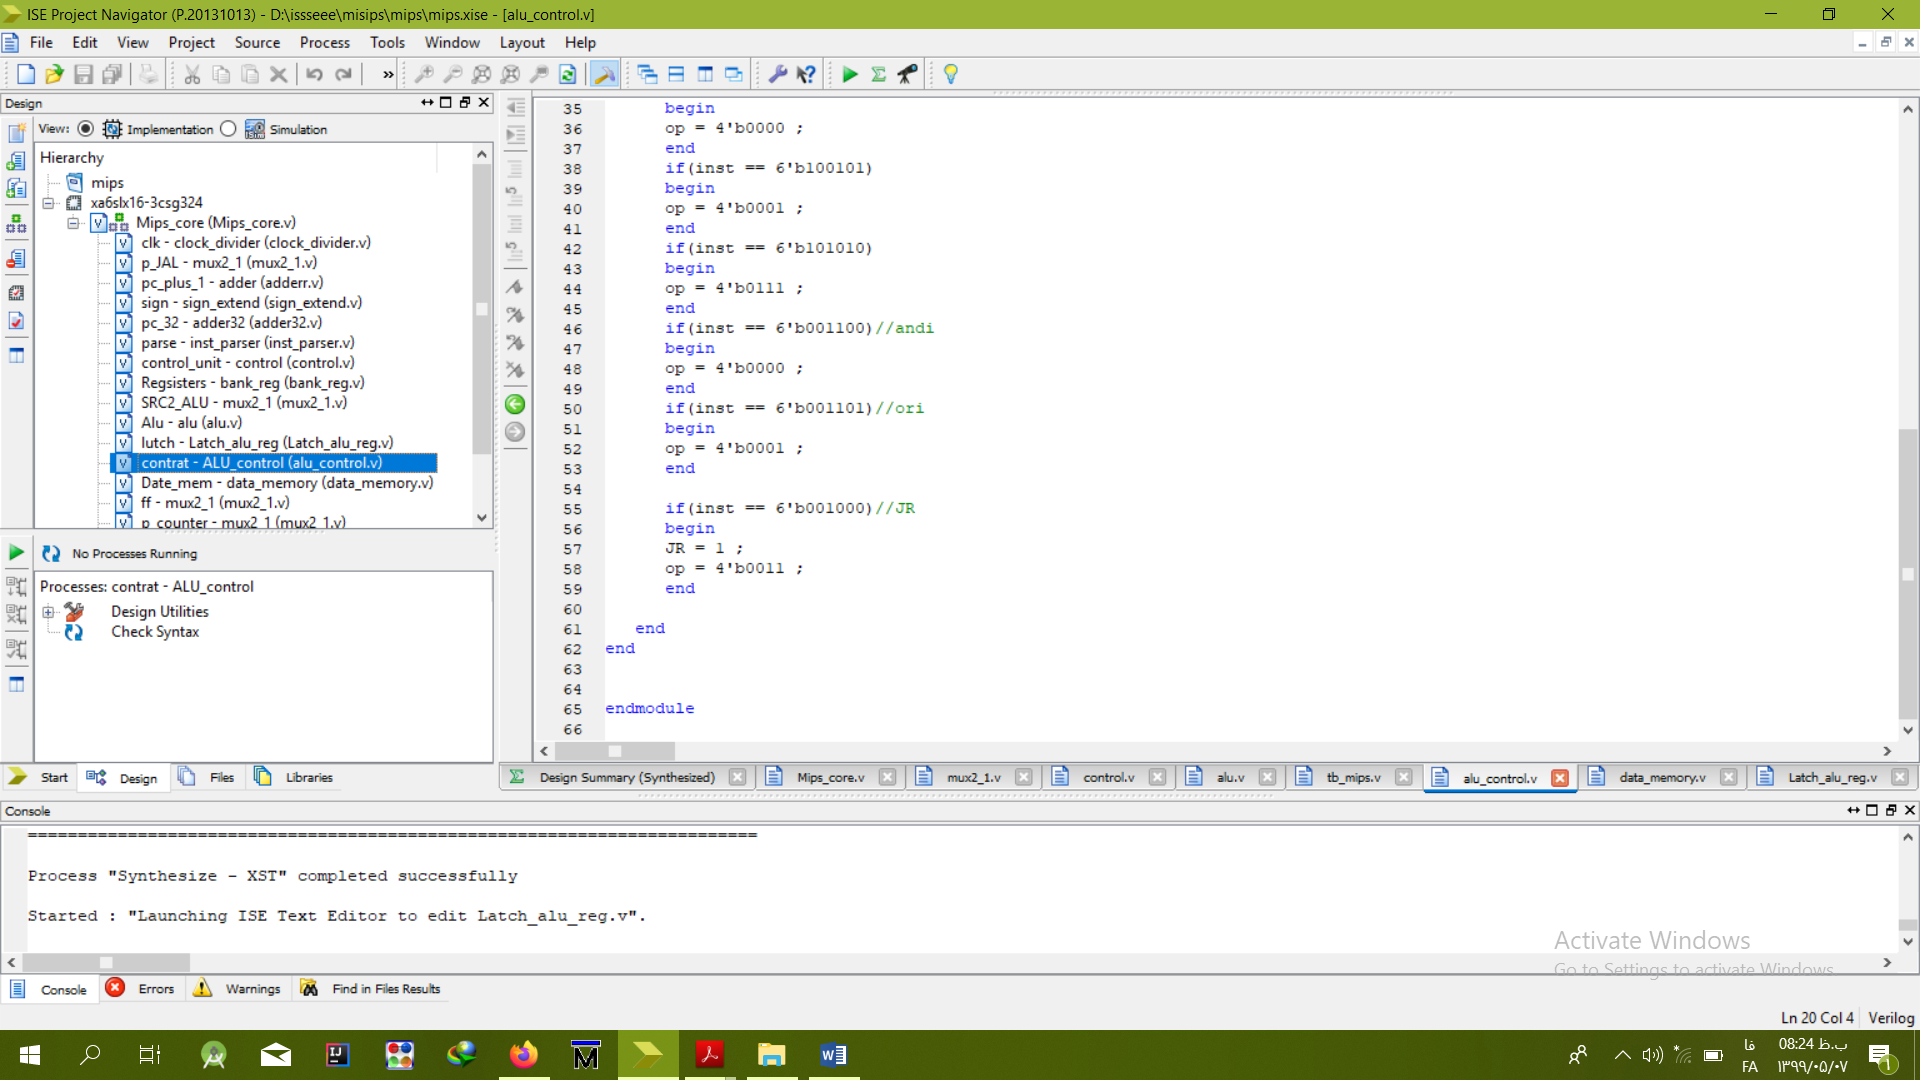 ISE Project Navigator (P.20131013) - D:\issseee\misips\mips\mips.xise - [alu_control.v]
File Edit View Project Source Process Tools Window Layout Help
Design
View: Implementation Simulation
Hierarchy
mips
xa6slx16-3csg324
Mips_core (Mips_core.v)
clk - clock_divider (clock_divider.v)
p_JAL - mux2_1 (mux2_1.v)
pc_plus_1 - adder (adderr.v)
sign - sign_extend (sign_extend.v)
pc_32 - adder32 (adder32.v)
parse - inst_parser (inst_parser.v)
control_unit - control (control.v)
Regsisters - bank_reg (bank_reg.v)
SRC2_ALU - mux2_1 (mux2_1.v)
Alu - alu (alu.v)
lutch - Latch_alu_reg (Latch_alu_reg.v)
contrat - ALU_control (alu_control.v)
Date_mem - data_memory (data_memory.v)
ff - mux2_1 (mux2_1.v)
p_counter - mux2_1 (mux2_1.v)
No Processes Running
Processes: contrat - ALU_control
Design Utilities
Check Syntax
Start Design Files Libraries
35 begin
36 op = 4'b0000 ;
37 end
38 if(inst == 6'b100101)
39 begin
40 op = 4'b0001 ;
41 end
42 if(inst == 6'b101010)
43 begin
44 op = 4'b0111 ;
45 end
46 if(inst == 6'b001100)//andi
47 begin
48 op = 4'b0000 ;
49 end
50 if(inst == 6'b001101)//ori
51 begin
52 op = 4'b0001 ;
53 end
54
55 if(inst == 6'b001000)//JR
56 begin
57 JR = 1 ;
58 op = 4'b0011 ;
59 end
60
61 end
62 end
63
64
65 endmodule
66
Design Summary (Synthesized) Mips_core.v mux2_1.v control.v alu.v tb_mips.v alu_control.v data_memory.v Latch_alu_reg.v
Console
=========================================================================
Process "Synthesize - XST" completed successfully
Started : "Launching ISE Text Editor to edit Latch_alu_reg.v".
Activate Windows
Go to Settings to activate Windows.
Console Errors Warnings Find in Files Results
Ln 20 Col 4 Verilog
فا
FA
08:24 ب.ظ
۱۳۹۹/۰۵/۰۷
1